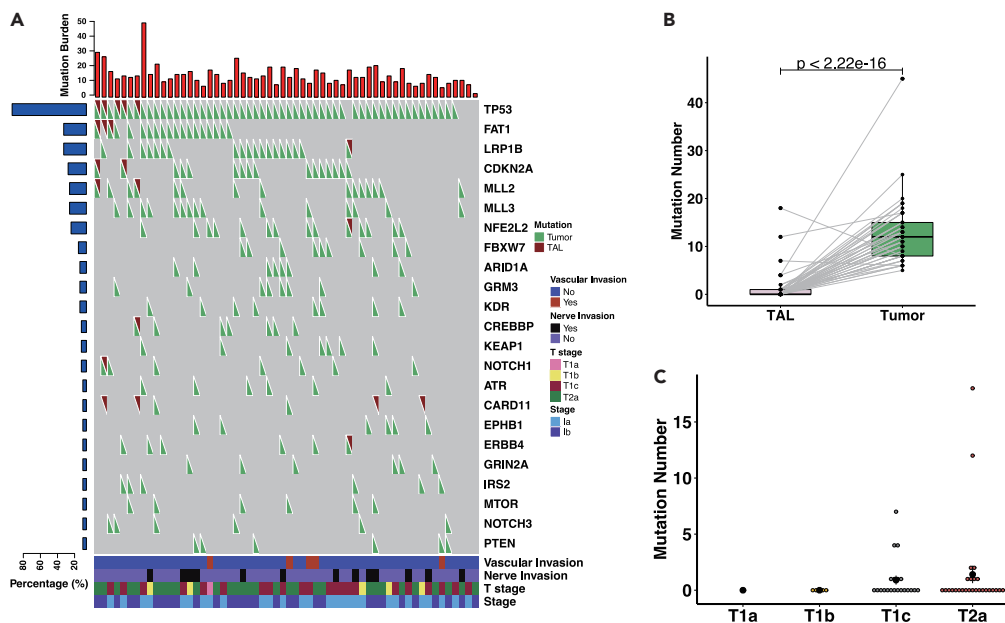 A
Muation Burden
50
40
30
20
10
0
TP53
FAT1
LRP1B
CDKN2A
MLL2
MLL3
NFE2L2
FBXW7
ARID1A
GRM3
KDR
CREBBP
KEAP1
NOTCH1
ATR
CARD11
EPHB1
ERBB4
GRIN2A
IRS2
MTOR
NOTCH3
PTEN
80 60 40 20
Percentage (%)
Vascular Invasion
Nerve Invasion
T stage
Stage
Mutation
Tumor
TAL
Vascular Invasion
No
Yes
Nerve Invasion
Yes
No
T stage
T1a
T1b
T1c
T2a
Stage
Ia
Ib
B
p < 2.22e-16
Mutation Number
40
30
20
10
0
TAL Tumor
C
Mutation Number
15
10
5
0
T1a T1b T1c T2a